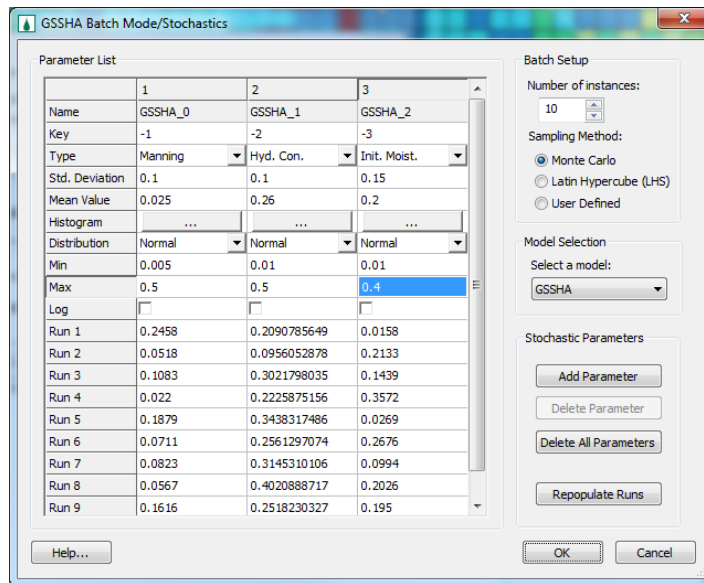 GSSHA Batch Mode/Stochastics
Parameter List
1 2 3
Name GSSHA_0 GSSHA_1 GSSHA_2
Key -1 -2 -3
Type Manning Hyd. Con. Init. Moist.
Std. Deviation 0.1 0.1 0.15
Mean Value 0.025 0.26 0.2
Histogram ... ... ...
Distribution Normal Normal Normal
Min 0.005 0.01 0.01
Max 0.5 0.5 0.4
Log
Run 1 0.2458 0.2090785649 0.0158
Run 2 0.0518 0.0956052878 0.2133
Run 3 0.1083 0.3021798035 0.1439
Run 4 0.022 0.2225875156 0.3572
Run 5 0.1879 0.3438317486 0.0269
Run 6 0.0711 0.2561297074 0.2676
Run 7 0.0823 0.3145310106 0.0994
Run 8 0.0567 0.4020888717 0.2026
Run 9 0.1616 0.2518230327 0.195
Batch Setup
Number of instances:
10
Sampling Method:
Monte Carlo
Latin Hypercube (LHS)
User Defined
Model Selection
Select a model:
GSSHA
Stochastic Parameters
Add Parameter
Delete Parameter
Delete All Parameters
Repopulate Runs
Help...
OK Cancel